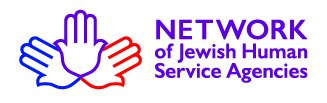 NETWORK
of Jewish Human
Service Agencies